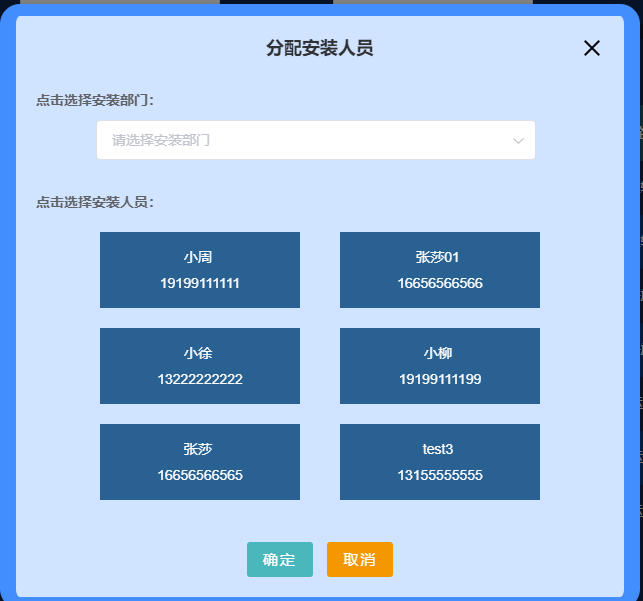 分配安装人员
点击选择安装部门：
请选择安装部门
点击选择安装人员：
小周
19199111111
张莎01
16656566566
小徐
13222222222
小柳
19199111199
张莎
16656566565
test3
13155555555
确定
取消